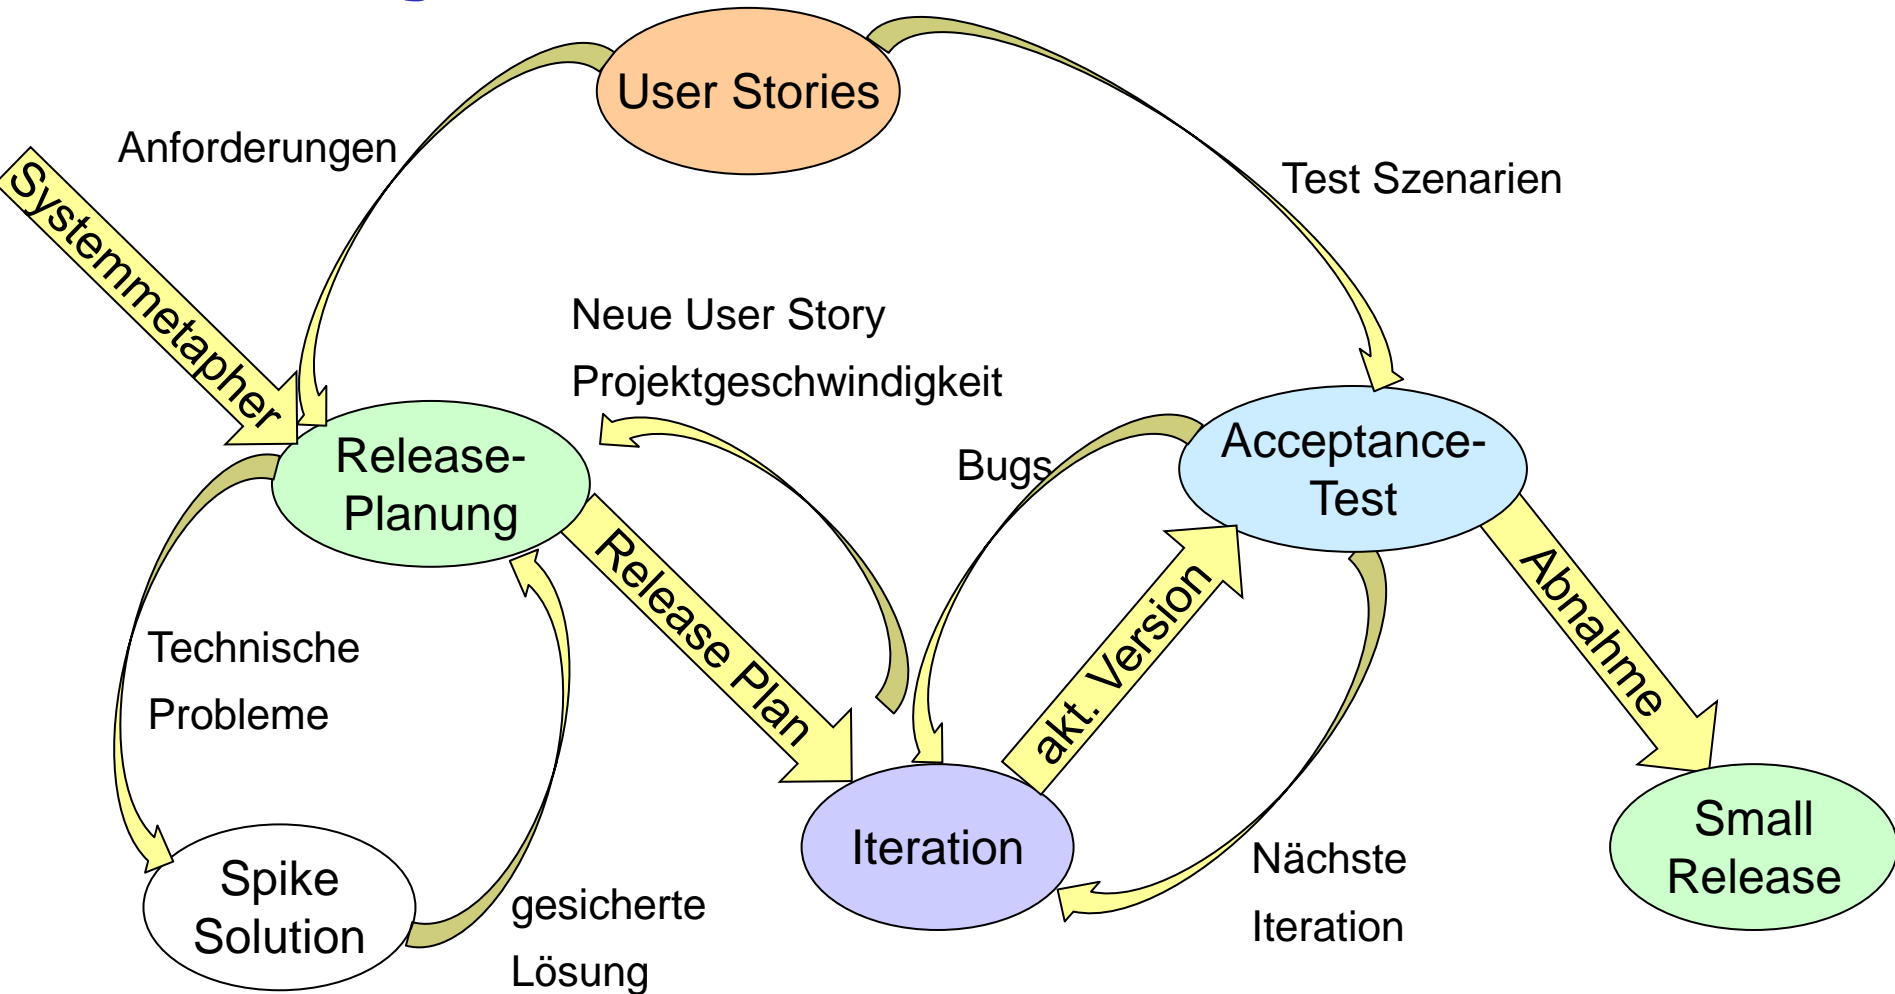 User Stories
Anforderungen
Test Szenarien
Systemmetapher
Neue User Story
Projektgeschwindigkeit
Release-
Planung
Bugs
Acceptance-
Test
Release Plan
akt. Version
Abnahme
Technische
Probleme
Spike
Solution
gesicherte
Lösung
Iteration
Nächste
Iteration
Small
Release